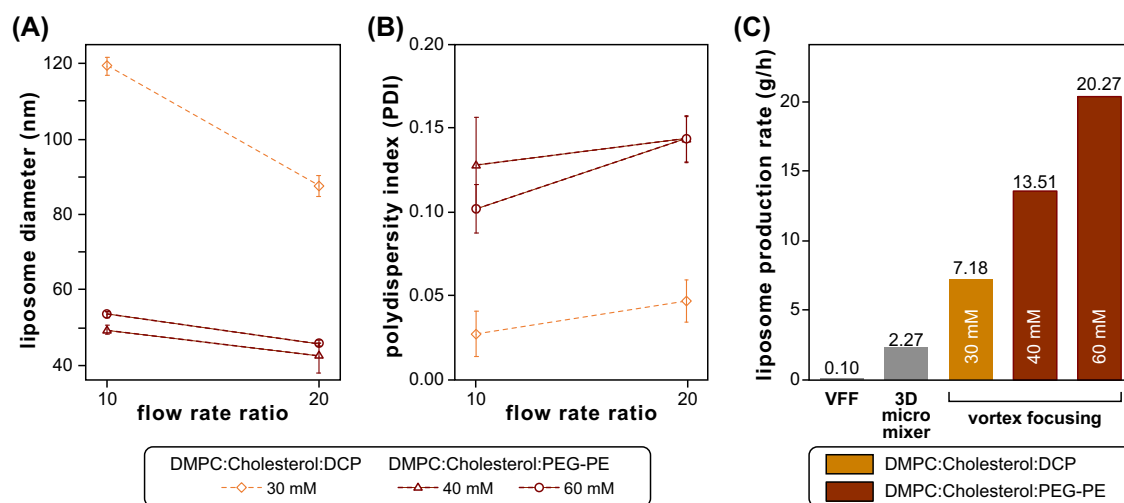 (A)
liposome diameter (nm)
120
100
80
60
40
10
20
flow rate ratio
(B)
polydispersity index (PDI)
0.20
0.15
0.10
0.05
0.00
10
20
flow rate ratio
(C)
liposome production rate (g/h)
20
15
10
5
0
0.10
2.27
7.18
13.51
20.27
30 mM
40 mM
60 mM
VFF
3D
micro
mixer
vortex focusing
DMPC:Cholesterol:DCP
30 mM
DMPC:Cholesterol:PEG-PE
40 mM
60 mM
DMPC:Cholesterol:DCP
DMPC:Cholesterol:PEG-PE